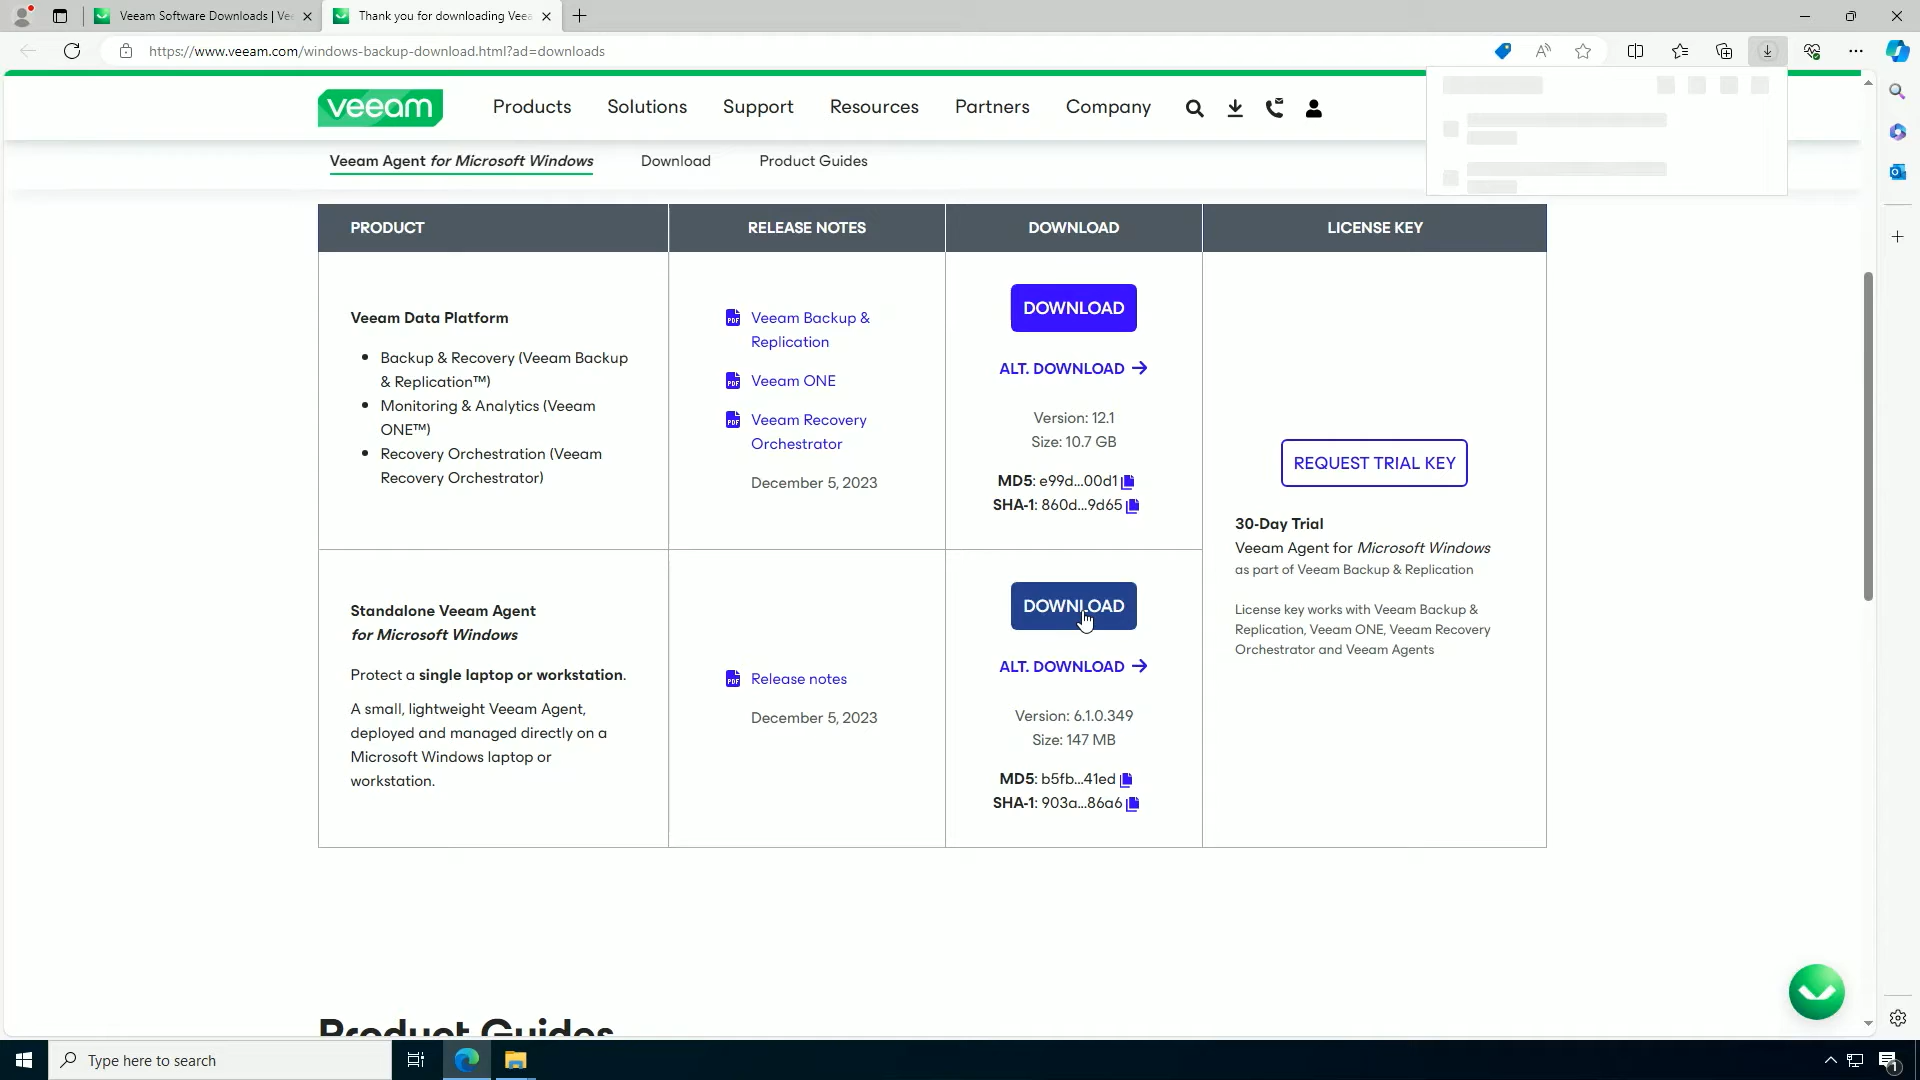 Veeam Software Downloads | Ve
Thank you for downloading Veea
https://www.veeam.com/windows-backup-download.html?ad=downloads
veeam
Products
Solutions
Support
Resources
Partners
Company
Veeam Agent for Microsoft Windows
Download
Product Guides
PRODUCT
RELEASE NOTES
DOWNLOAD
LICENSE KEY
Veeam Data Platform
Backup & Recovery (Veeam Backup
& Replication™)
Monitoring & Analytics (Veeam
ONE™)
Recovery Orchestration (Veeam
Recovery Orchestrator)
Veeam Backup &
Replication
Veeam ONE
Veeam Recovery
Orchestrator
December 5, 2023
DOWNLOAD
ALT. DOWNLOAD
Version: 12.1
Size: 10.7 GB
MD5: e99d...00d1
SHA-1: 860d...9d65
REQUEST TRIAL KEY
30-Day Trial
Veeam Agent for Microsoft Windows
as part of Veeam Backup & Replication
License key works with Veeam Backup &
Replication, Veeam ONE, Veeam Recovery
Orchestrator and Veeam Agents
Standalone Veeam Agent
for Microsoft Windows
Protect a single laptop or workstation.
A small, lightweight Veeam Agent,
deployed and managed directly on a
Microsoft Windows laptop or
workstation.
Release notes
December 5, 2023
DOWNLOAD
ALT. DOWNLOAD
Version: 6.1.0.349
Size: 147 MB
MD5: b5fb...41ed
SHA-1: 903a...86a6
Product Guides
Type here to search
1